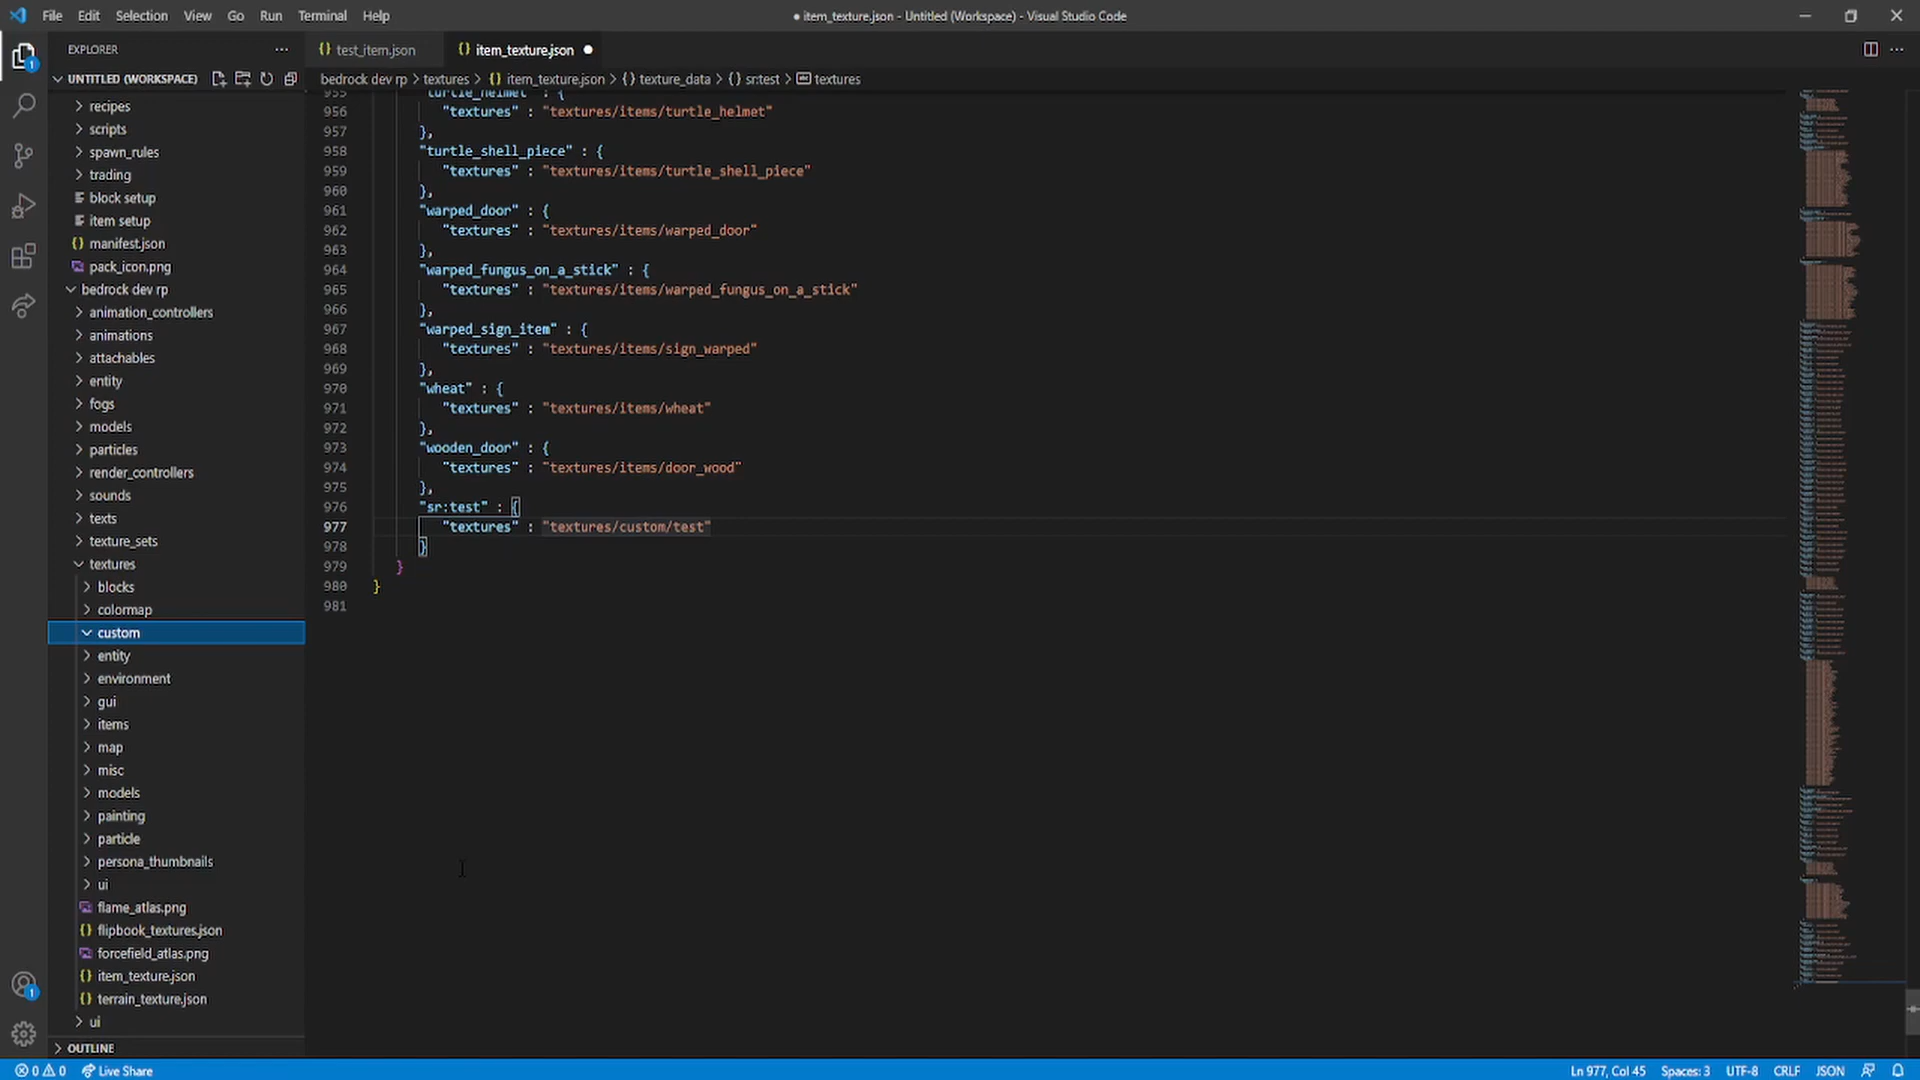 File Edit Selection View Go Run Terminal Help
● item_texture.json - Untitled (Workspace) - Visual Studio Code
EXPLORER
UNTITLED (WORKSPACE)
recipes
scripts
spawn_rules
trading
block setup
item setup
manifest.json
pack_icon.png
bedrock dev rp
animation_controllers
animations
attachables
entity
fogs
models
particles
render_controllers
sounds
texts
texture_sets
textures
blocks
colormap
custom
entity
environment
gui
items
map
misc
models
painting
particle
persona_thumbnails
ui
flame_atlas.png
flipbook_textures.json
forcefield_atlas.png
item_texture.json
terrain_texture.json
ui
OUTLINE
test_item.json item_texture.json
bedrock dev rp > textures > {} item_texture.json > {} texture_data > {} sr:test > textures
955 "turtle_helmet" : {
956 "textures" : "textures/items/turtle_helmet"
957 },
958 "turtle_shell_piece" : {
959 "textures" : "textures/items/turtle_shell_piece"
960 },
961 "warped_door" : {
962 "textures" : "textures/items/warped_door"
963 },
964 "warped_fungus_on_a_stick" : {
965 "textures" : "textures/items/warped_fungus_on_a_stick"
966 },
967 "warped_sign_item" : {
968 "textures" : "textures/items/sign_warped"
969 },
970 "wheat" : {
971 "textures" : "textures/items/wheat"
972 },
973 "wooden_door" : {
974 "textures" : "textures/items/door_wood"
975 },
976 "sr:test" : {
977 "textures" : "textures/custom/test"
978 }
979 }
980 }
981
1
1
0 0 Live Share
Ln 977, Col 45 Spaces: 3 UTF-8 CRLF JSON